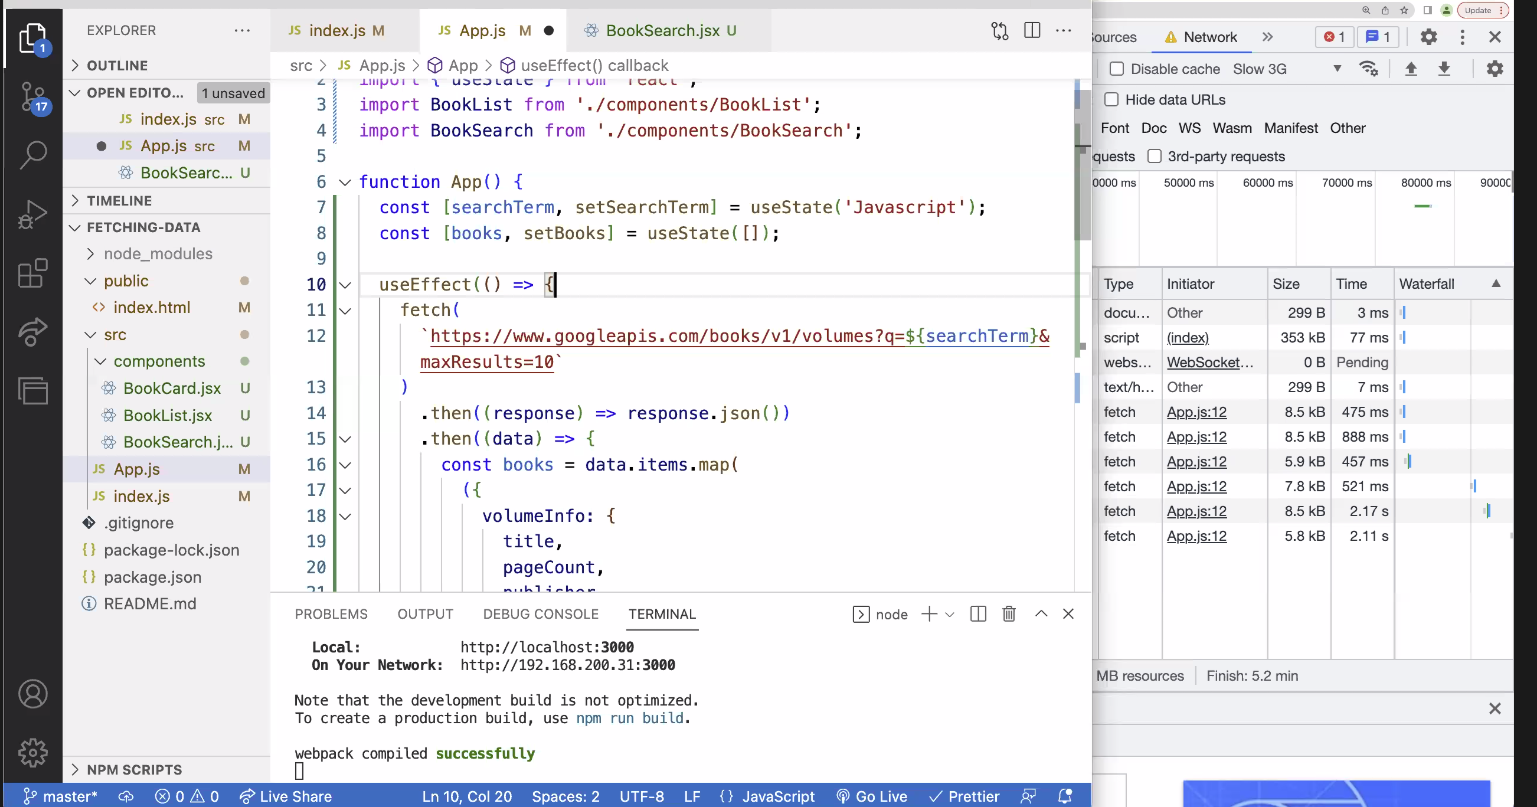 Update
EXPLORER
OUTLINE
OPEN EDITO... 1 unsaved
JS index.js src M
JS App.js src M
BookSearc... U
TIMELINE
FETCHING-DATA
node_modules
public
<> index.html M
src
components
BookCard.jsx U
BookList.jsx U
BookSearch.j... U
JS App.js M
JS index.js M
.gitignore
{} package-lock.json
{} package.json
README.md
NPM SCRIPTS
1
17
JS index.js M
JS App.js M
BookSearch.jsx U
src > JS App.js > App > useEffect() callback
2 import { useState } from 'react';
3 import BookList from './components/BookList';
4 import BookSearch from './components/BookSearch';
5
6 function App() {
7 const [searchTerm, setSearchTerm] = useState('Javascript');
8 const [books, setBooks] = useState([]);
9
10 useEffect(() => {
11 fetch(
12 `https://www.googleapis.com/books/v1/volumes?q=${searchTerm}&
maxResults=10`
13 )
14 .then((response) => response.json())
15 .then((data) => {
16 const books = data.items.map(
17 ({
18 volumeInfo: {
19 title,
20 pageCount,
21 publisher
PROBLEMS OUTPUT DEBUG CONSOLE TERMINAL node
Local: http://localhost:3000
On Your Network: http://192.168.200.31:3000
Note that the development build is not optimized.
To create a production build, use npm run build.
webpack compiled successfully
master* 0 0 Live Share Ln 10, Col 20 Spaces: 2 UTF-8 LF {} JavaScript Go Live Prettier
ources Network » 1 1
Disable cache Slow 3G
Hide data URLs
Font Doc WS Wasm Manifest Other
quests 3rd-party requests
0000 ms 50000 ms 60000 ms 70000 ms 80000 ms 9000
Type Initiator Size Time Waterfall
docu... Other 299 B 3 ms
script (index) 353 kB 77 ms
webs... WebSocket... 0 B Pending
text/h... Other 299 B 7 ms
fetch App.js:12 8.5 kB 475 ms
fetch App.js:12 8.5 kB 888 ms
fetch App.js:12 5.9 kB 457 ms
fetch App.js:12 7.8 kB 521 ms
fetch App.js:12 8.5 kB 2.17 s
fetch App.js:12 5.8 kB 2.11 s
MB resources Finish: 5.2 min